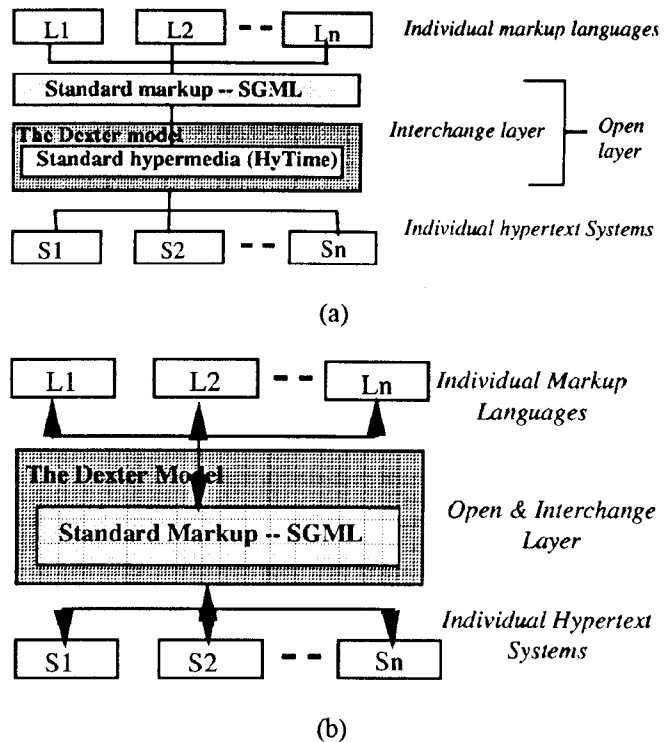 L1 L2 Ln Individual markup languages
Standard markup -- SGML
The Dexter model
Interchange layer Open
layer
Standard hypermedia (HyTime)
Individual hypertext Systems
S1 S2 Sn
(a)
L1 L2 Ln Individual Markup
Languages
The Dexter Model
Open & Interchange
Layer
Standard Markup -- SGML
Individual Hypertext
Systems
S1 S2 Sn
(b)